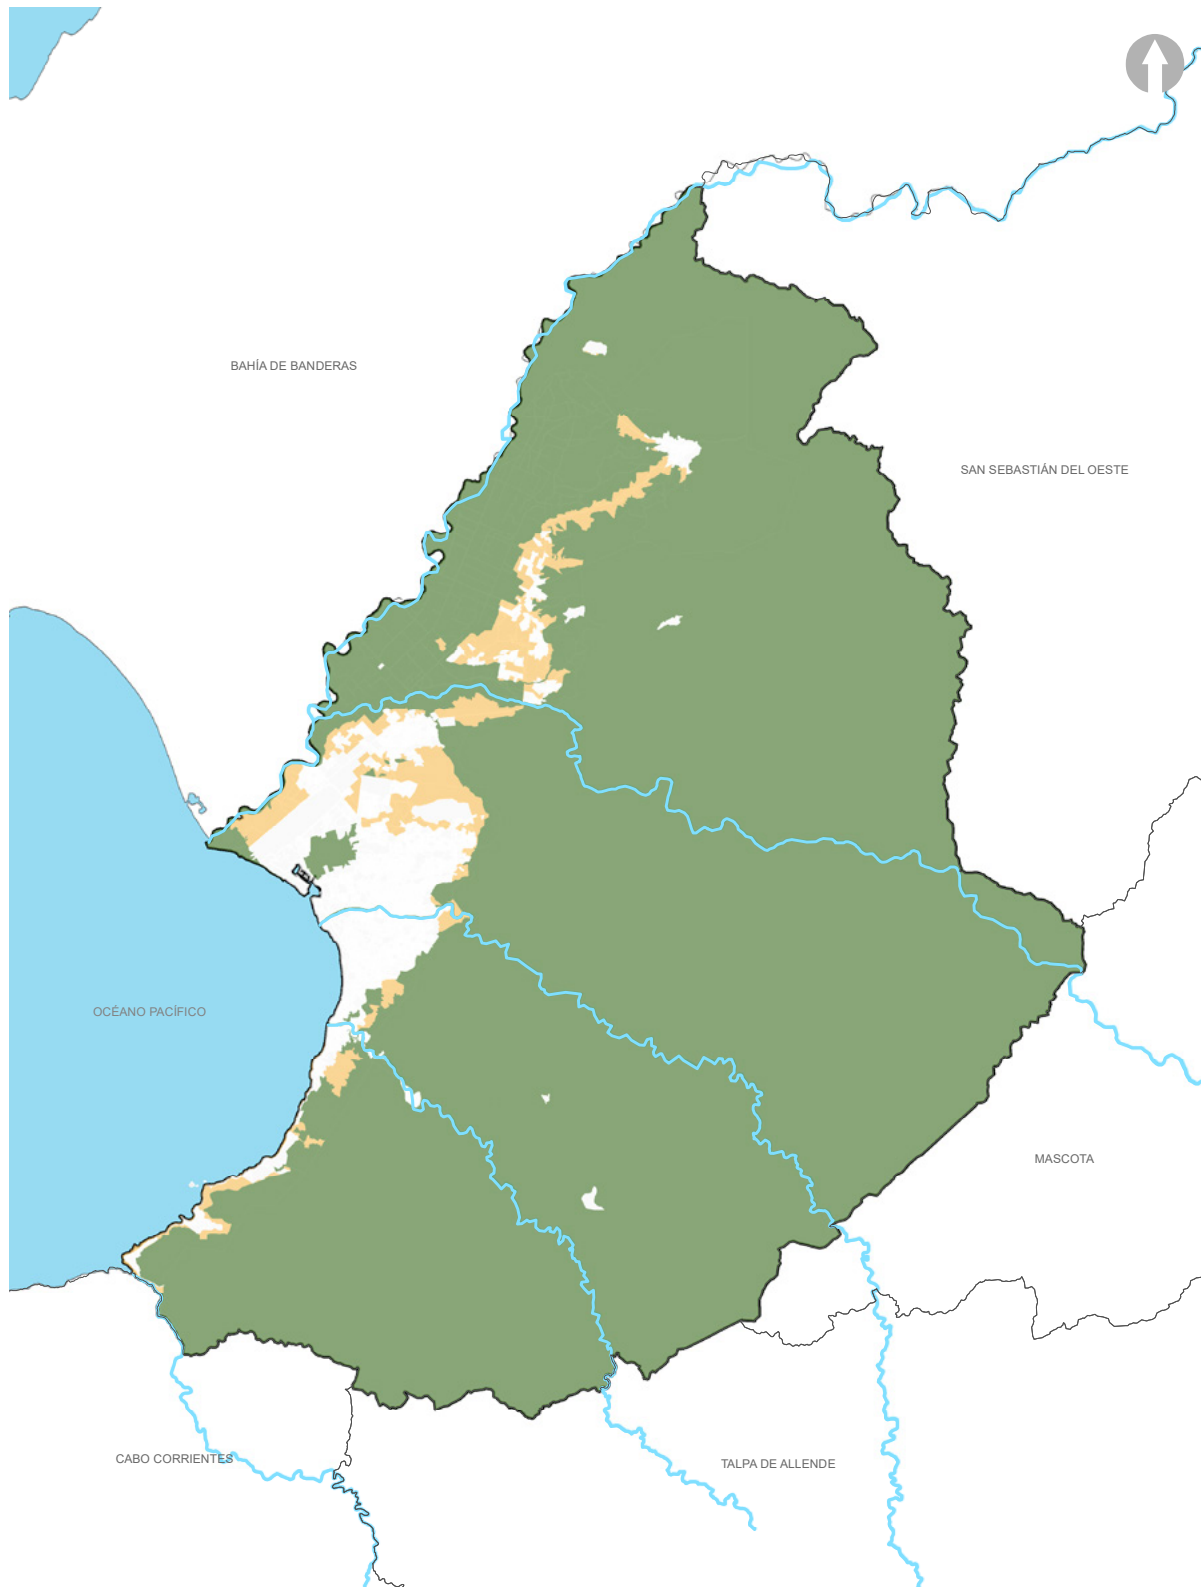 BAHÍA DE BANDERAS
SAN SEBASTIÁN DEL OESTE
OCÉANO PACÍFICO
MASCOTA
CABO CORRIENTES
TALPA DE ALLENDE